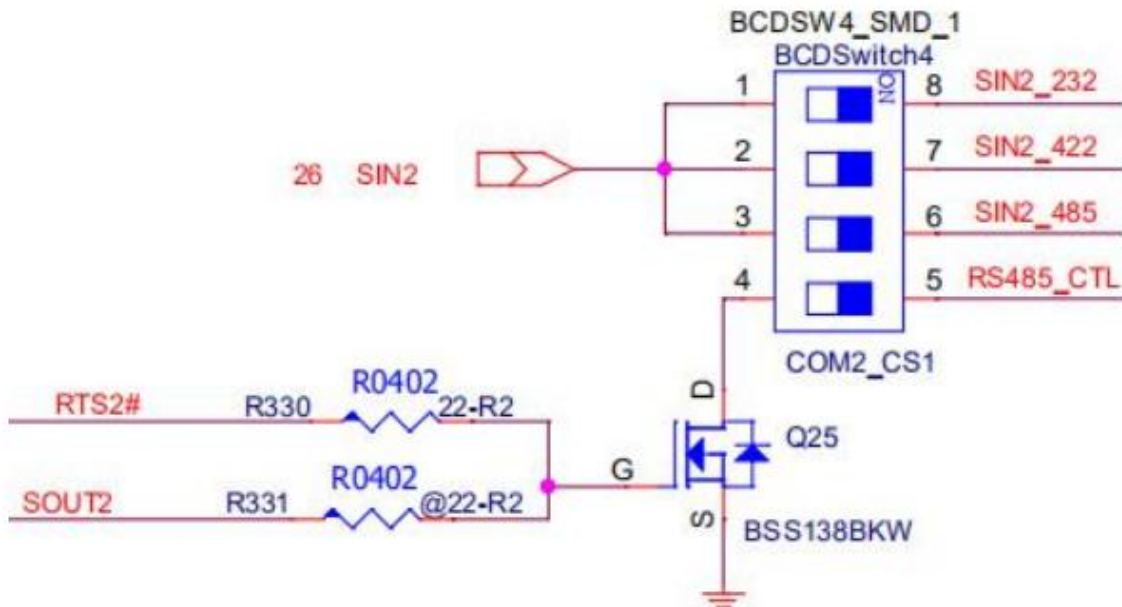 BCDSW4_SMD_1
BCDSwitch4
ON
1 8 SIN2_232
2 7 SIN2_422
26 SIN2
3 6 SIN2_485
4 5 RS485_CTL
COM2_CS1
RTS2# R330 R0402 22-R2
D
Q25
G
SOUT2 R331 R0402 @22-R2
S
BSS138BKW